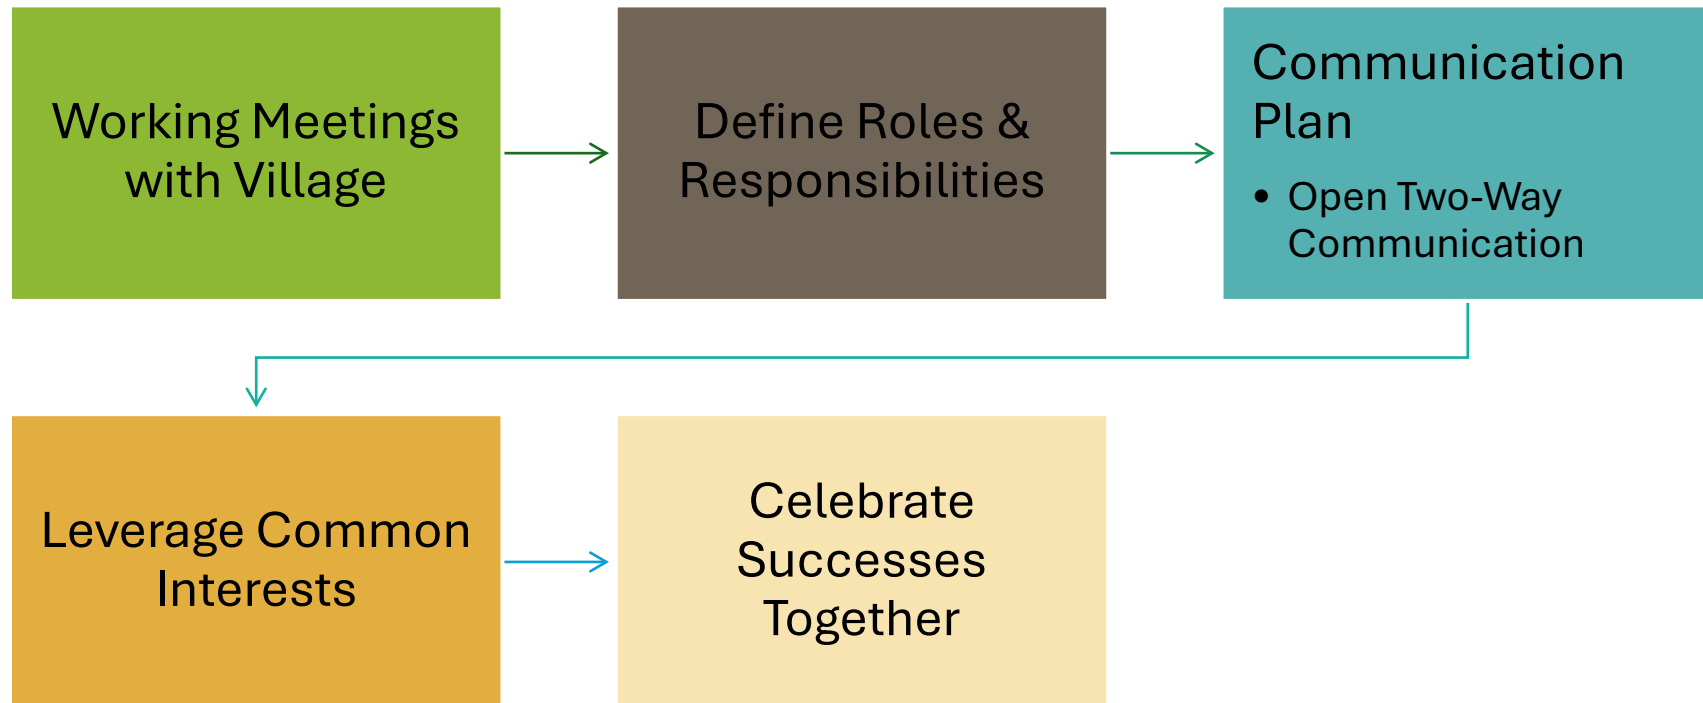 Working Meetings
with Village
Define Roles &
Responsibilities
Communication
Plan
• Open Two-Way
Communication
Leverage Common
Interests
Celebrate
Successes
Together